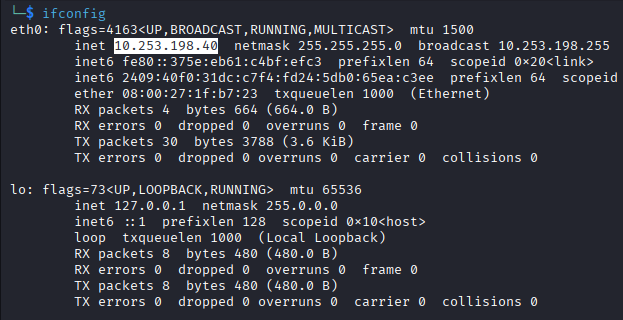 └─$ ifconfig
eth0: flags=4163<UP,BROADCAST,RUNNING,MULTICAST>  mtu 1500
        inet 10.253.198.40  netmask 255.255.255.0  broadcast 10.253.198.255
        inet6 fe80::375e:eb61:c4bf:efc3  prefixlen 64  scopeid 0×20<link>
        inet6 2409:40f0:31dc:c7f4:fd24:5db0:65ea:c3ee  prefixlen 64  scopeid
        ether 08:00:27:1f:b7:23  txqueuelen 1000  (Ethernet)
        RX packets 4  bytes 664 (664.0 B)
        RX errors 0  dropped 0  overruns 0  frame 0
        TX packets 30  bytes 3788 (3.6 KiB)
        TX errors 0  dropped 0 overruns 0  carrier 0  collisions 0

lo: flags=73<UP,LOOPBACK,RUNNING>  mtu 65536
        inet 127.0.0.1  netmask 255.0.0.0
        inet6 ::1  prefixlen 128  scopeid 0×10<host>
        loop  txqueuelen 1000  (Local Loopback)
        RX packets 8  bytes 480 (480.0 B)
        RX errors 0  dropped 0  overruns 0  frame 0
        TX packets 8  bytes 480 (480.0 B)
        TX errors 0  dropped 0 overruns 0  carrier 0  collisions 0